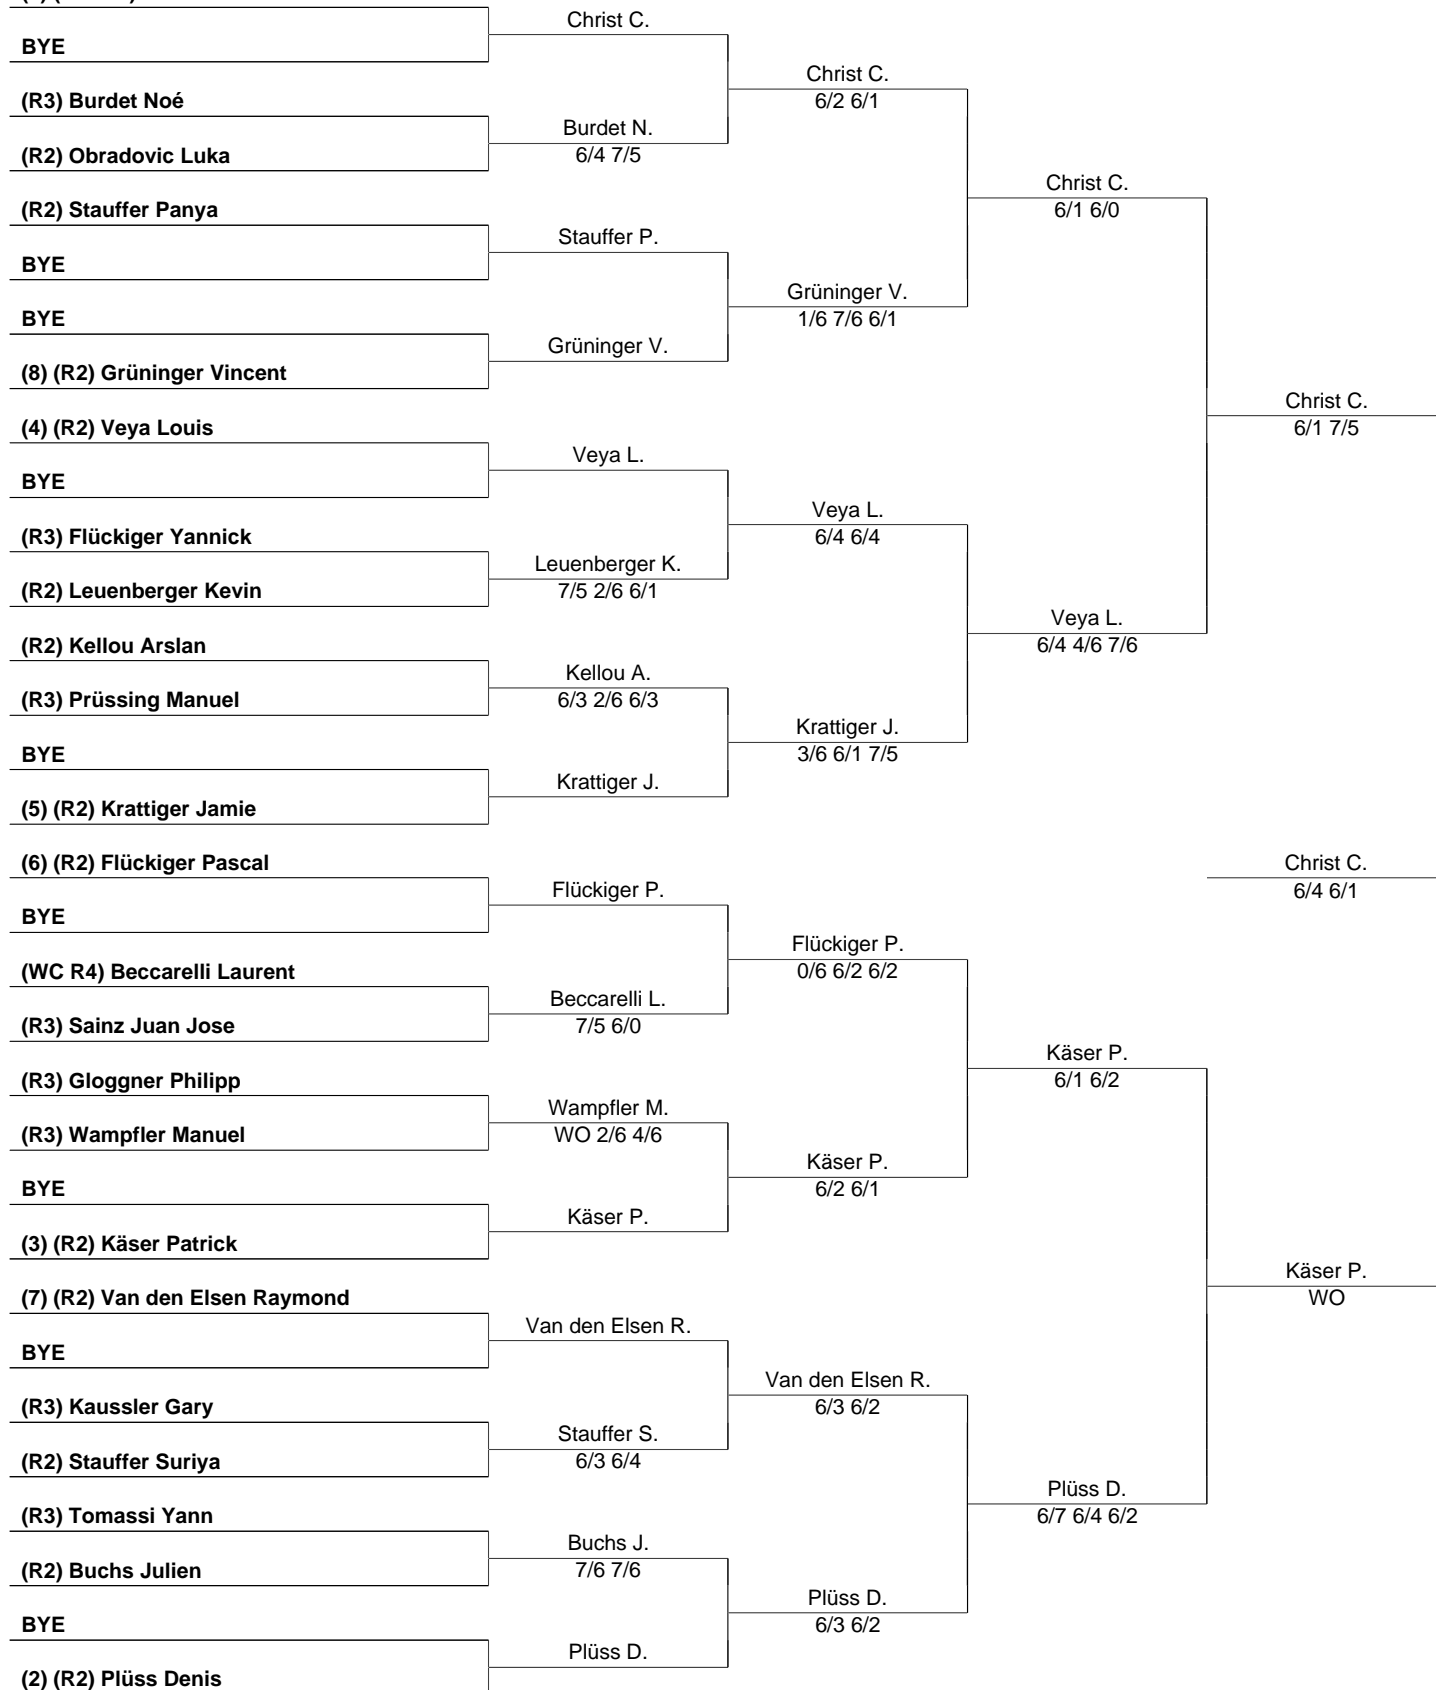 BYE
(R3) Burdet Noé
(R2) Obradovic Luka
(R2) Stauffer Panya
BYE
BYE
(8) (R2) Grüninger Vincent
(4) (R2) Veya Louis
BYE
(R3) Flückiger Yannick
(R2) Leuenberger Kevin
(R2) Kellou Arslan
(R3) Prüssing Manuel
BYE
(5) (R2) Krattiger Jamie
(6) (R2) Flückiger Pascal
BYE
(WC R4) Beccarelli Laurent
(R3) Sainz Juan Jose
(R3) Gloggner Philipp
(R3) Wampfler Manuel
BYE
(3) (R2) Käser Patrick
(7) (R2) Van den Elsen Raymond
BYE
(R3) Kaussler Gary
(R2) Stauffer Suriya
(R3) Tomassi Yann
(R2) Buchs Julien
BYE
(2) (R2) Plüss Denis
Christ C.
Burdet N.
6/4 7/5
Stauffer P.
Grüninger V.
Veya L.
Leuenberger K.
7/5 2/6 6/1
Kellou A.
6/3 2/6 6/3
Krattiger J.
Flückiger P.
Beccarelli L.
7/5 6/0
Wampfler M.
WO 2/6 4/6
Käser P.
Van den Elsen R.
Stauffer S.
6/3 6/4
Buchs J.
7/6 7/6
Plüss D.
Christ C.
6/2 6/1
Grüninger V.
1/6 7/6 6/1
Veya L.
6/4 6/4
Krattiger J.
3/6 6/1 7/5
Flückiger P.
0/6 6/2 6/2
Käser P.
6/2 6/1
Van den Elsen R.
6/3 6/2
Plüss D.
6/3 6/2
Christ C.
6/1 6/0
Veya L.
6/4 4/6 7/6
Käser P.
6/1 6/2
Plüss D.
6/7 6/4 6/2
Christ C.
6/1 7/5
Christ C.
6/4 6/1
Käser P.
WO